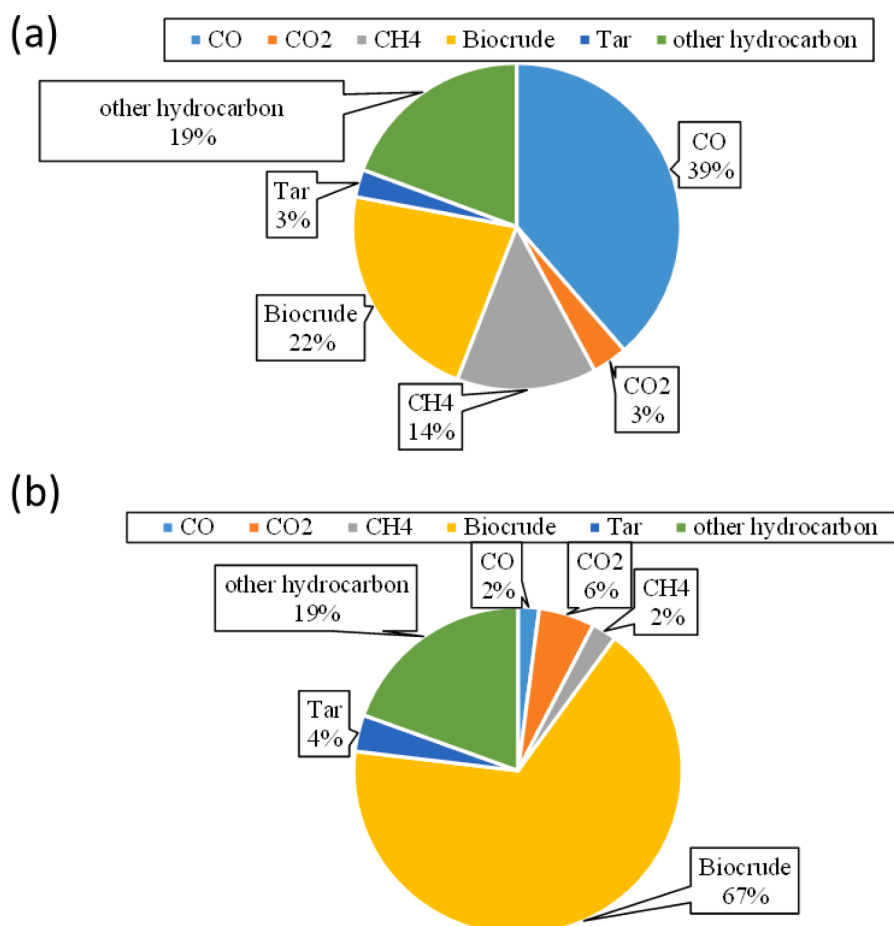 (a)
CO CO2 CH4 Biocrude Tar other hydrocarbon
other hydrocarbon
19%
CO
39%
Tar
3%
Biocrude
22%
CO2
3%
CH4
14%
(b)
CO CO2 CH4 Biocrude Tar other hydrocarbon
other hydrocarbon
19%
CO
2%
CO2
6%
CH4
2%
Tar
4%
Biocrude
67%